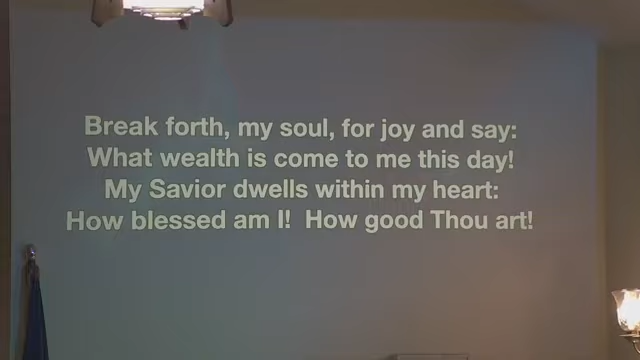 Break forth, my soul, for joy and say:
What wealth is come to me this day!
My Savior dwells within my heart:
How blessed am I!  How good Thou art!